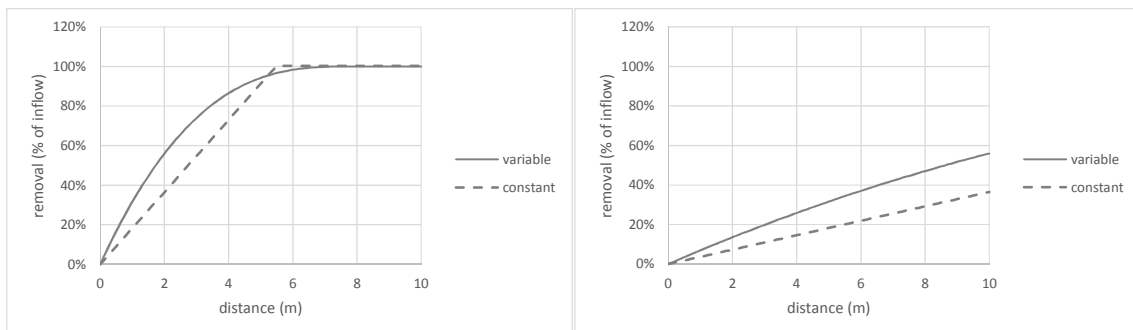 120%
100%
80%
60%
40%
20%
0%
removal (% of inflow)
0 2 4 6 8 10
distance (m)
variable
constant
120%
100%
80%
60%
40%
20%
0%
removal (% of inflow)
0 2 4 6 8 10
distance (m)
variable
constant